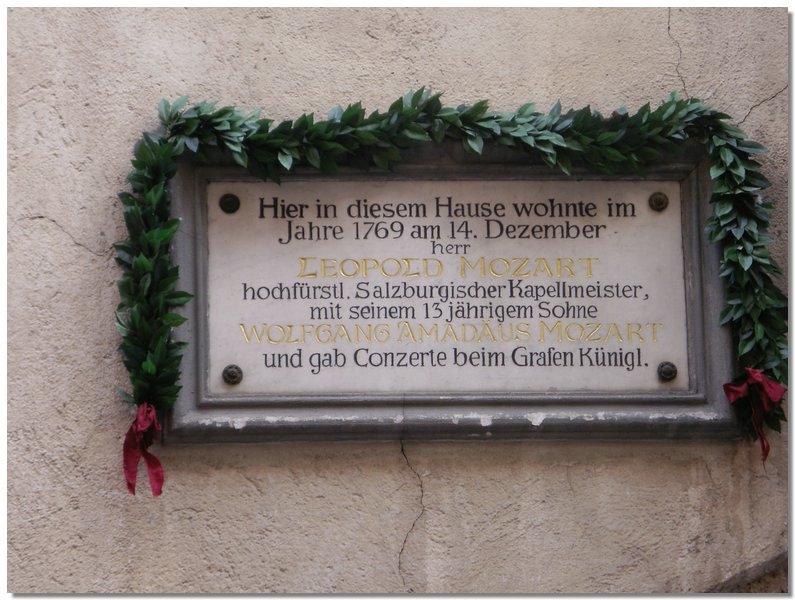 Hier in diesem Hause wohnte im
Jahre 1769 am 14. Dezember
herr
LEOPOLD MOZART
hochfürstl. Salzburgischer Kapellmeister,
mit seinem 13 jährigem Sohne
WOLFGANG AMADÄUS MOZART
und gab Conzerte beim Grafen Künigl.